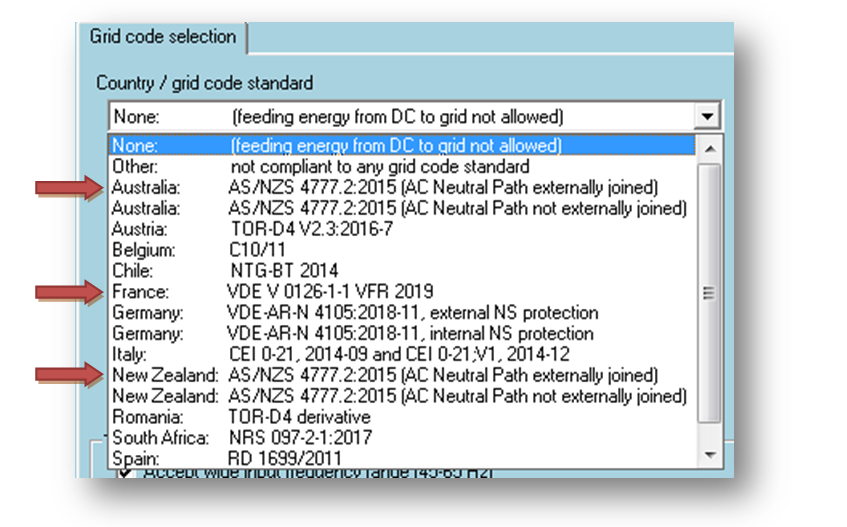 Grid code selection
Country / grid code standard
None: (feeding energy from DC to grid not allowed)
None: (feeding energy from DC to grid not allowed)
Other: not compliant to any grid code standard
Australia: AS/NZS 4777.2:2015 (AC Neutral Path externally joined)
Australia: AS/NZS 4777.2:2015 (AC Neutral Path not externally joined)
Austria: TOR-D4 V2.3:2016-7
Belgium: C10/11
Chile: NTG-BT 2014
France: VDE V 0126-1-1 VFR 2019
Germany: VDE-AR-N 4105:2018-11, external NS protection
Germany: VDE-AR-N 4105:2018-11, internal NS protection
Italy: CEI 0-21, 2014-09 and CEI 0-21;V1, 2014-12
New Zealand: AS/NZS 4777.2:2015 (AC Neutral Path externally joined)
New Zealand: AS/NZS 4777.2:2015 (AC Neutral Path not externally joined)
Romania: TOR-D4 derivative
South Africa: NRS 097-2-1:2017
Spain: RD 1699/2011
Accept wide input frequency range (45-65 Hz)